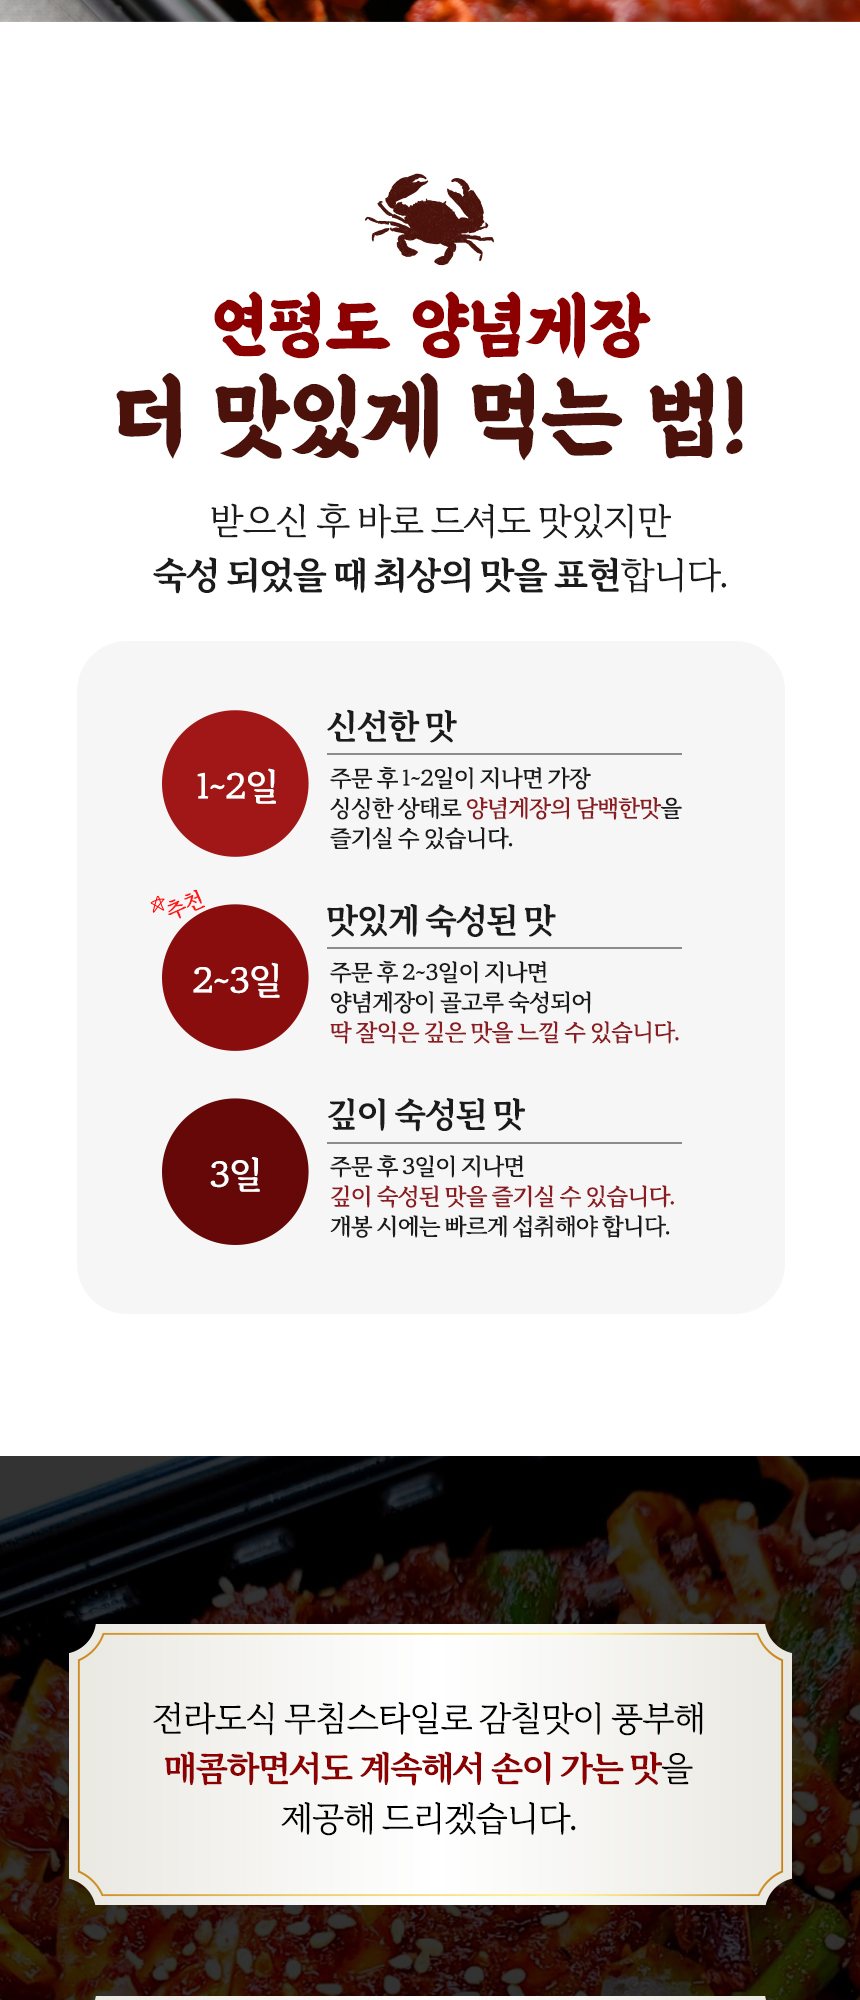 연평도 양념게장
더 맛있게 먹는 법!
받으신 후 바로 드셔도 맛있지만
숙성 되었을 때 최상의 맛을 표현합니다.
1~2일
신선한 맛
주문 후 1~2일이 지나면 가장
싱싱한 상태로 양념게장의 담백한맛을
즐기실 수 있습니다.
☆추천
2~3일
맛있게 숙성된 맛
주문 후 2~3일이 지나면
양념게장이 골고루 숙성되어
딱 잘익은 깊은 맛을 느낄 수 있습니다.
3일
깊이 숙성된 맛
주문 후 3일이 지나면
깊이 숙성된 맛을 즐기실 수 있습니다.
개봉 시에는 빠르게 섭취해야 합니다.
전라도식 무침스타일로 감칠맛이 풍부해
매콤하면서도 계속해서 손이 가는 맛을
제공해 드리겠습니다.